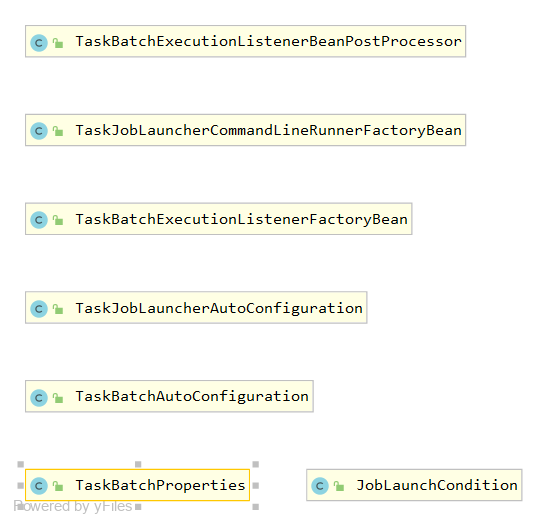 TaskBatchExecutionListenerBeanPostProcessor
TaskJobLauncherCommandLineRunnerFactoryBean
TaskBatchExecutionListenerFactoryBean
TaskJobLauncherAutoConfiguration
TaskBatchAutoConfiguration
TaskBatchProperties JobLaunchCondition
Powered by yFiles